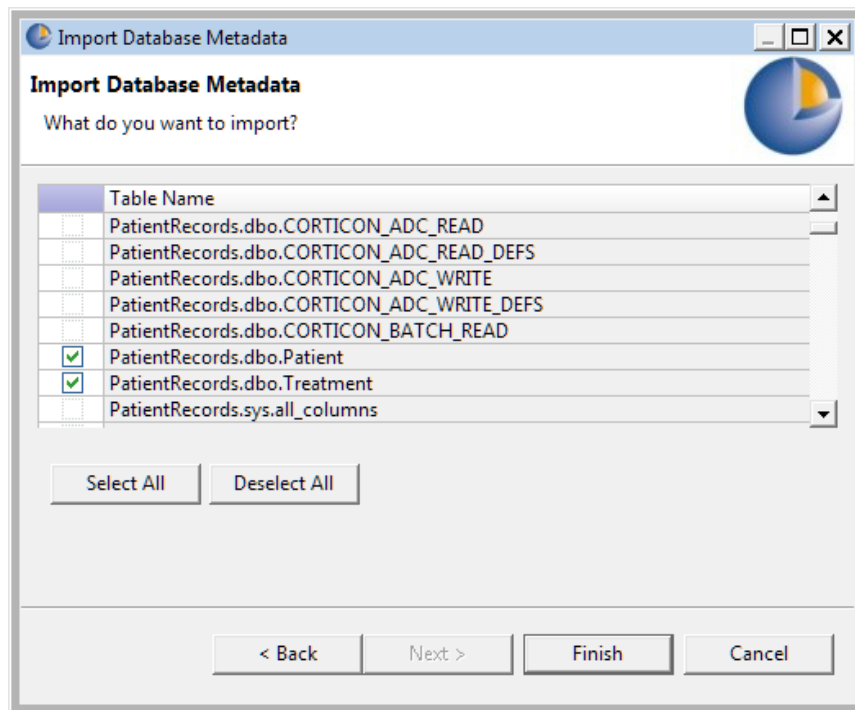 Import Database Metadata
Import Database Metadata
What do you want to import?
Table Name
PatientRecords.dbo.CORTICON_ADC_READ
PatientRecords.dbo.CORTICON_ADC_READ_DEFS
PatientRecords.dbo.CORTICON_ADC_WRITE
PatientRecords.dbo.CORTICON_ADC_WRITE_DEFS
PatientRecords.dbo.CORTICON_BATCH_READ
PatientRecords.dbo.Patient
PatientRecords.dbo.Treatment
PatientRecords.sys.all_columns
Select All Deselect All
< Back Next > Finish Cancel